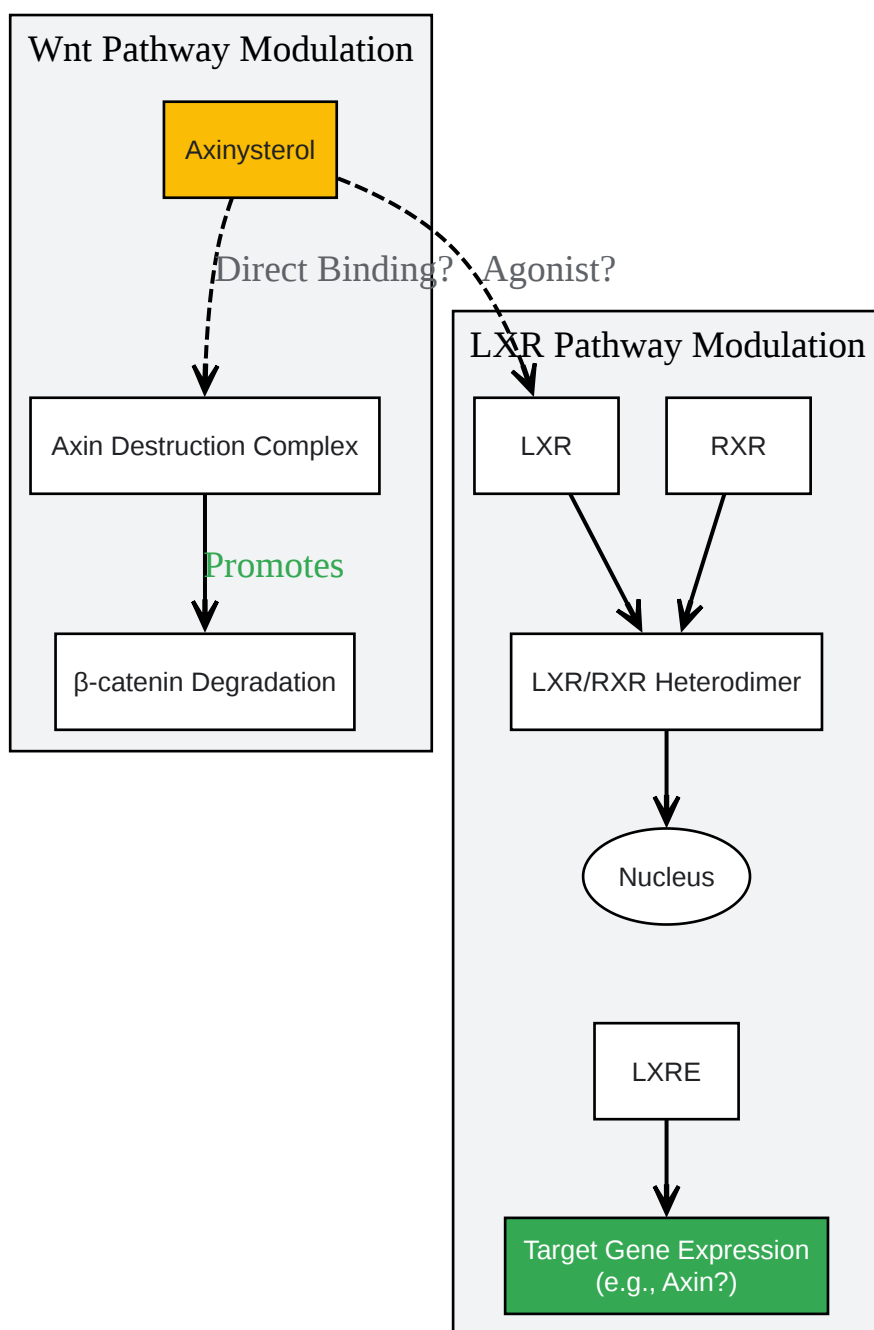 Wnt Pathway Modulation
Axinysterol
Direct Binding?
Agonist?
LXR Pathway Modulation
Axin Destruction Complex
LXR
RXR
Promotes
β-catenin Degradation
LXR/RXR Heterodimer
Nucleus
LXRE
Target Gene Expression
(e.g., Axin?)